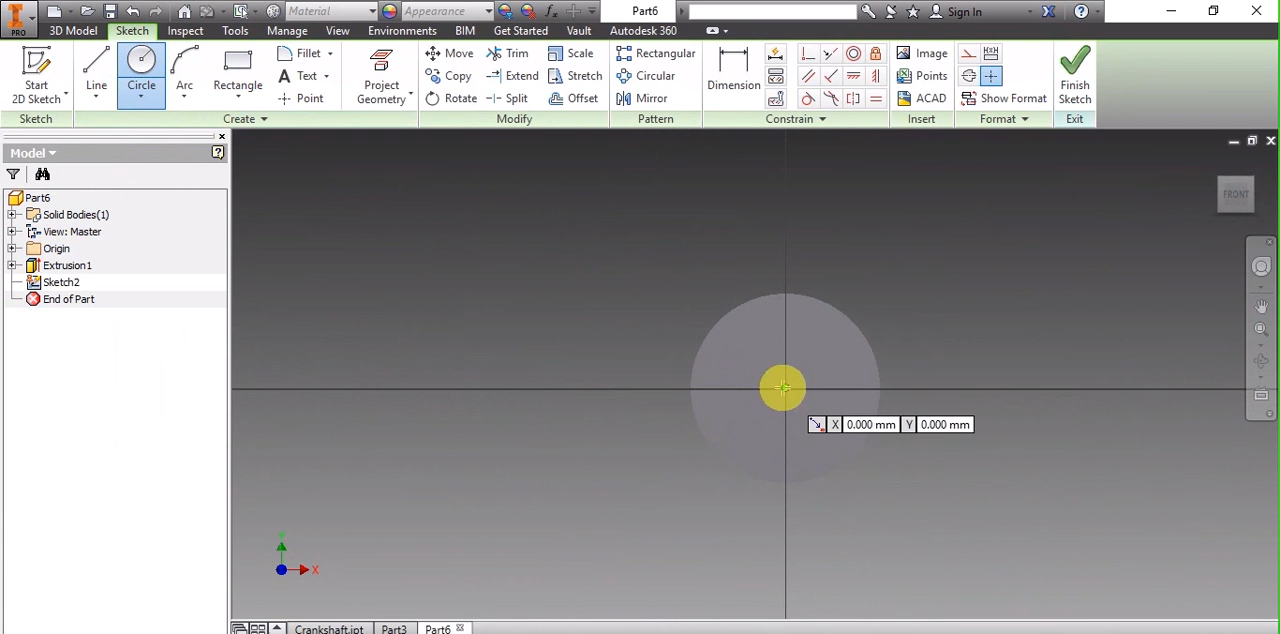 PRO
Material
Appearance
Part6
Sign In
3D Model Sketch Inspect Tools Manage View Environments BIM Get Started Vault Autodesk 360
Start
2D Sketch
Line
Circle
Arc
Rectangle
Fillet
Text
Point
Project
Geometry
Move
Copy
Rotate
Trim
Extend
Split
Scale
Stretch
Offset
Rectangular
Circular
Mirror
Dimension
Image
Points
ACAD
Show Format
Finish
Sketch
Sketch Create Modify Pattern Constrain Insert Format Exit
Model
Part6
Solid Bodies(1)
View: Master
Origin
Extrusion1
Sketch2
End of Part
FRONT
X 0.000 mm Y 0.000 mm
X
Crankshaft.ipt Part3 Part6